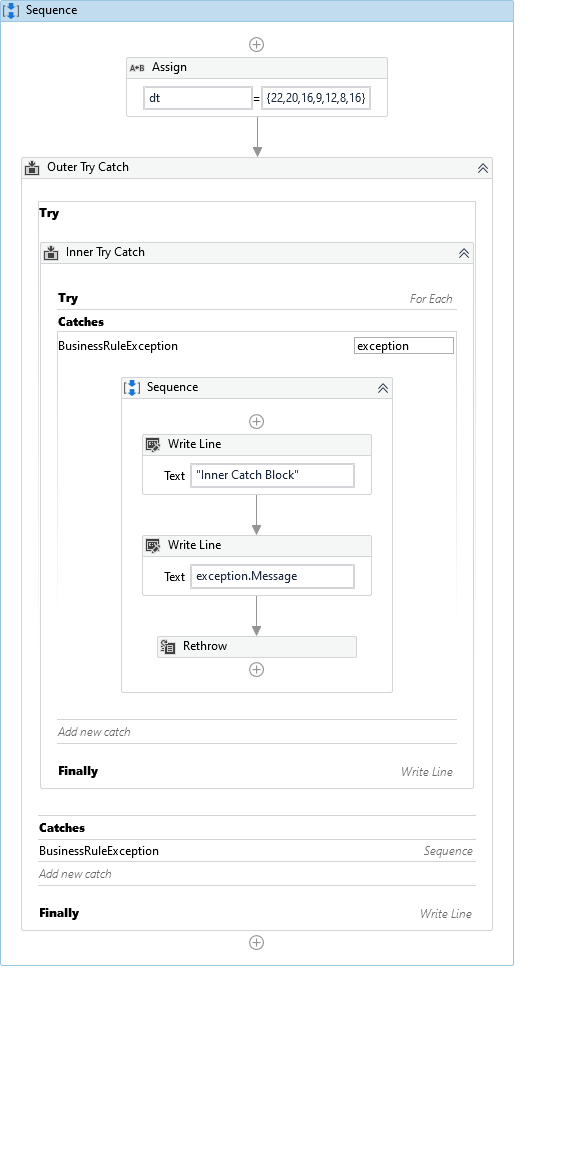 Sequence
A+B Assign
dt = {22,20,16,9,12,8,16}
Outer Try Catch
Try
Inner Try Catch
Try For Each
Catches
BusinessRuleException exception
Sequence
Write Line
Text "Inner Catch Block"
Write Line
Text exception.Message
Rethrow
Add new catch
Finally Write Line
Catches
BusinessRuleException Sequence
Add new catch
Finally Write Line